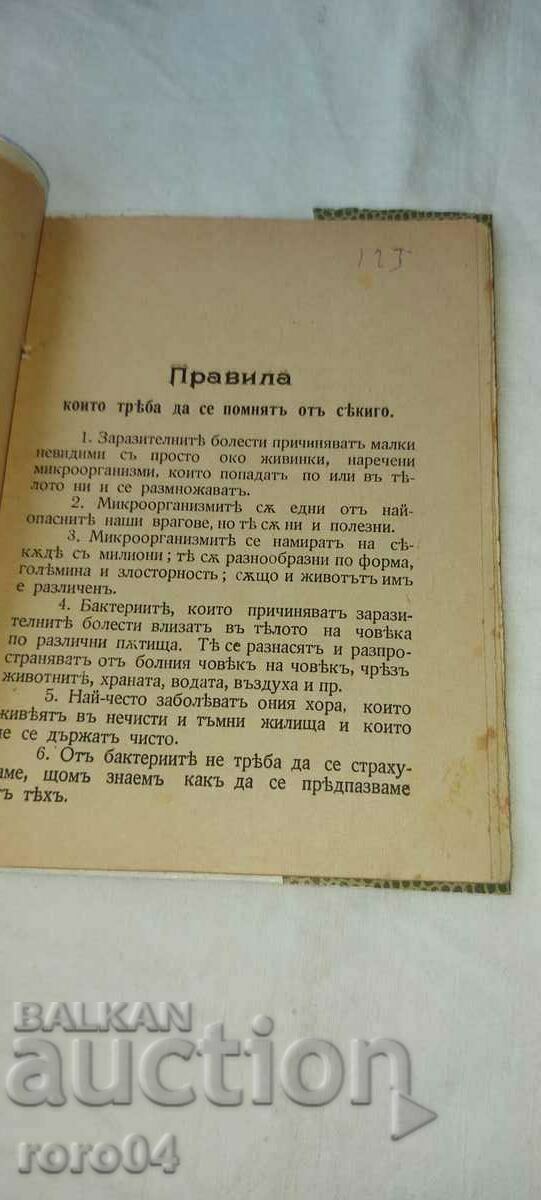 123
Правила
които трѣба да се помнятъ отъ сѣкиго.
1. Заразителнитѣ болести причиняватъ малки
невидими съ просто око живинки, наречени
микроорганизми, които попадатъ по или въ тѣ-
лото ни и се размножаватъ.
2. Микроорганизмитѣ сѫ едни отъ най-
опаснитѣ наши врагове, но тѣ сѫ ни и полезни.
3. Микроорганизмитѣ се намиратъ на сѣ-
кѫдѣ съ милиони; тѣ сѫ разнообразни по форма,
голѣмина и злосторность; сѫщо и животътъ имъ
е различенъ.
4. Бактериитѣ, които причиняватъ зарази-
телнитѣ болести влизатъ въ тѣлото на човѣка
по различни пѫтища. Тѣ се разнасятъ и разпро-
страняватъ отъ болния човѣкъ на човѣкъ, чрѣзъ
животнитѣ, храната, водата, въздуха и пр.
5. Най-често заболѣватъ ония хора, които
живѣятъ въ нечисти и тъмни жилища и които
не се държатъ чисто.
6. Отъ бактериитѣ не трѣба да се страху-
ваме, щомъ знаемъ какъ да се прѣдпазваме
тъ тѣхъ.
BALKAN
auction
roro04